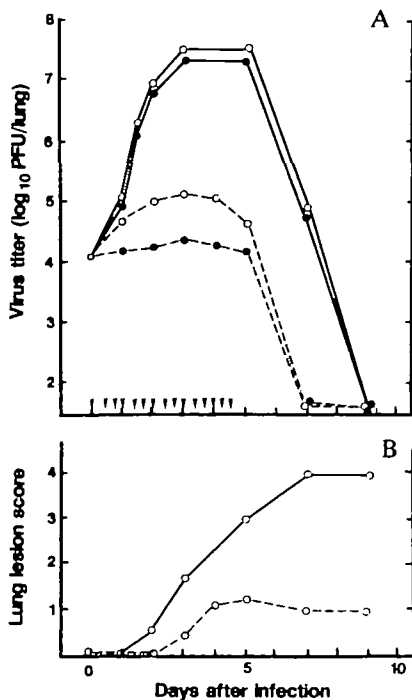 A
8
7
6
5
4
3
2
Virus titer (log10 PFU/lung)
B
4
3
2
1
Lung lesion score
0
5
10
Days after infection